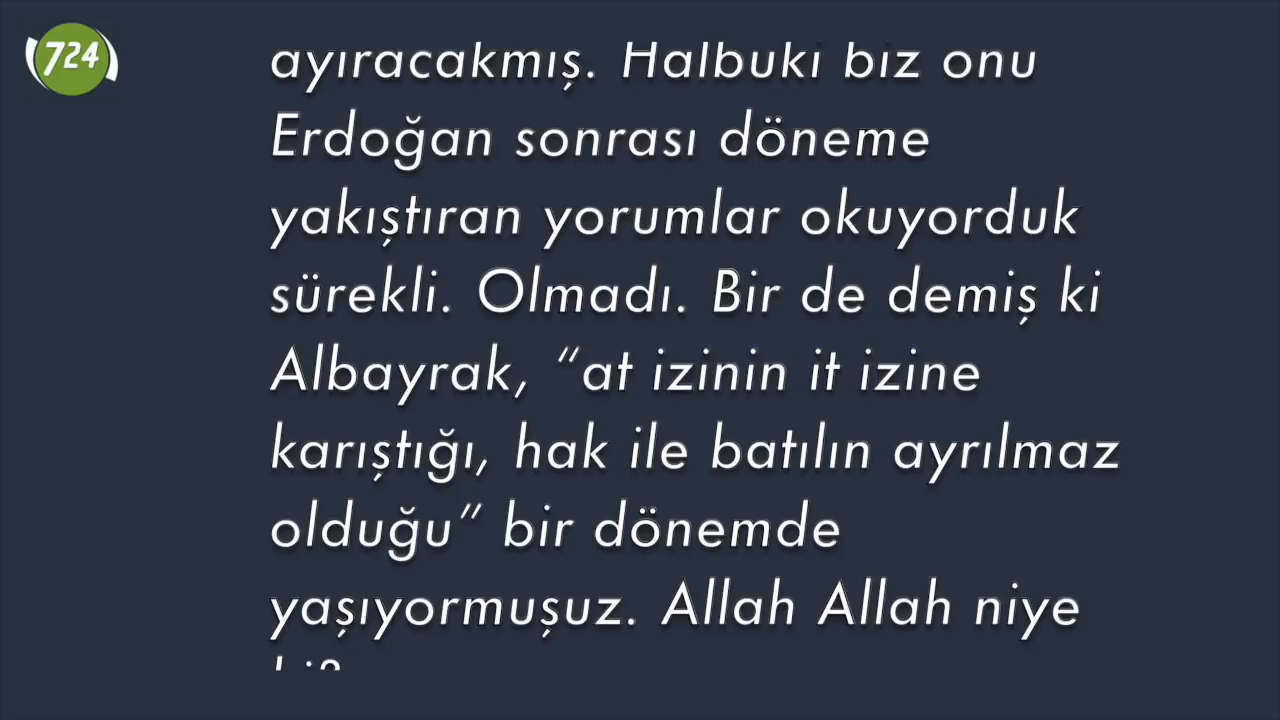 724
ayıracakmış. Halbuki biz onu
Erdoğan sonrası döneme
yakıştıran yorumlar okuyorduk
sürekli. Olmadı. Bir de demiş ki
Albayrak, “at izinin it izine
karıştığı, hak ile batılın ayrılmaz
olduğu” bir dönemde
yaşıyormuşuz. Allah Allah niye